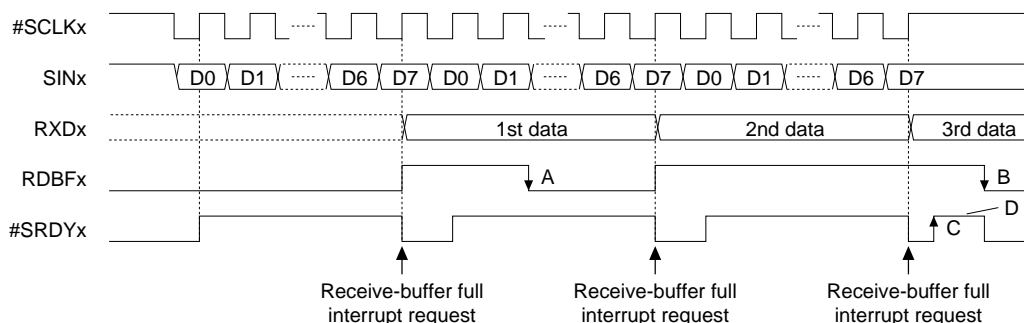 #SCLKx
SINx D0 D1 D6 D7 D0 D1 D6 D7 D0 D1 D6 D7
RXDx 1st data 2nd data 3rd data
RDBFx A B
D
#SRDYx C
Receive-buffer full Receive-buffer full Receive-buffer full
interrupt request interrupt request interrupt request